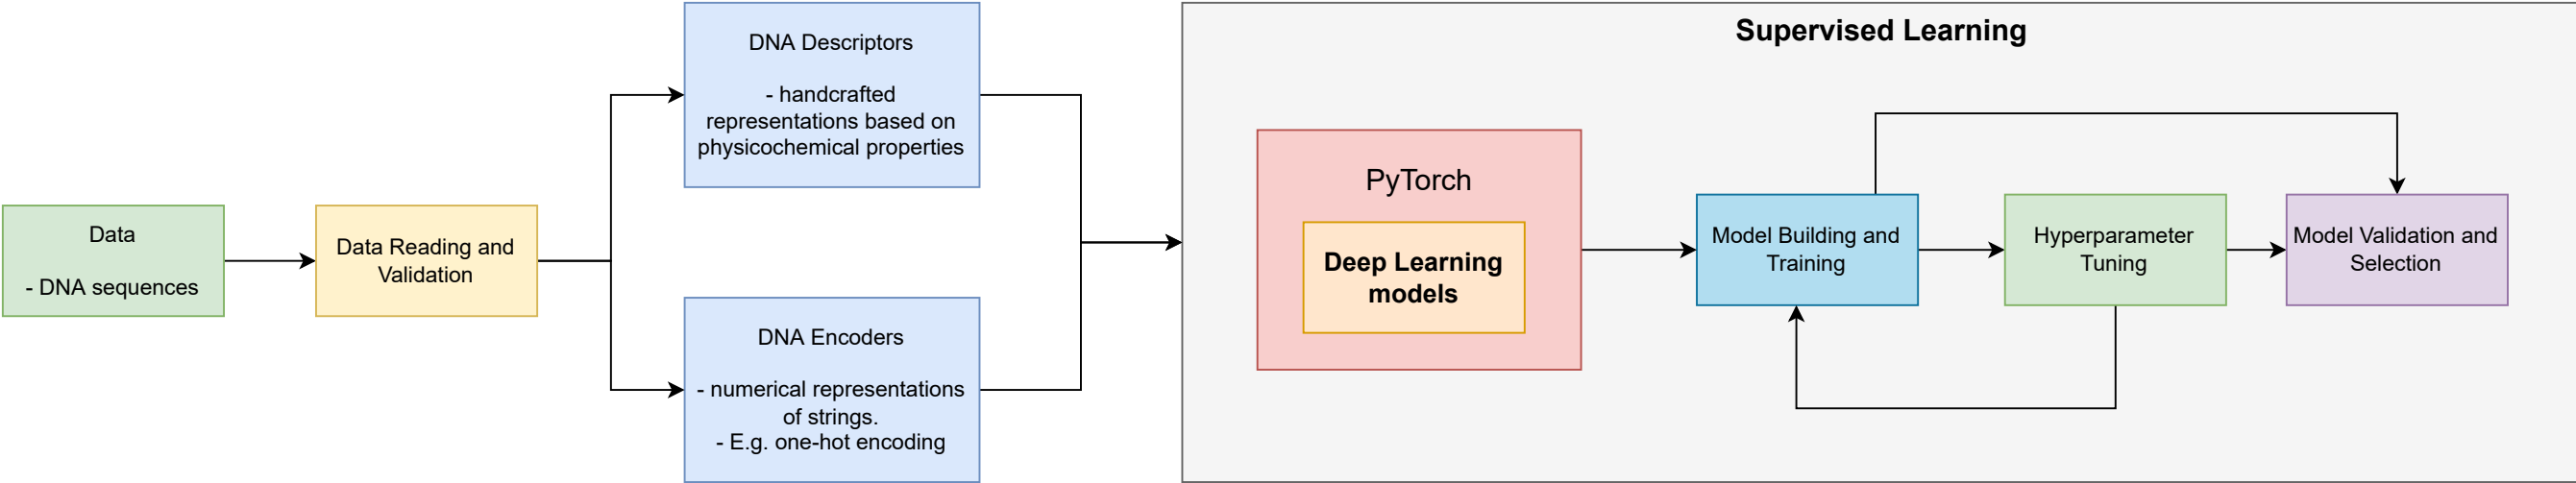 Data
- DNA sequences
Data Reading and
Validation
DNA Descriptors
- handcrafted
representations based on
physicochemical properties
DNA Encoders
- numerical representations
of strings.
- E.g. one-hot encoding
Supervised Learning
PyTorch
Deep Learning
models
Model Building and
Training
Hyperparameter
Tuning
Model Validation and
Selection